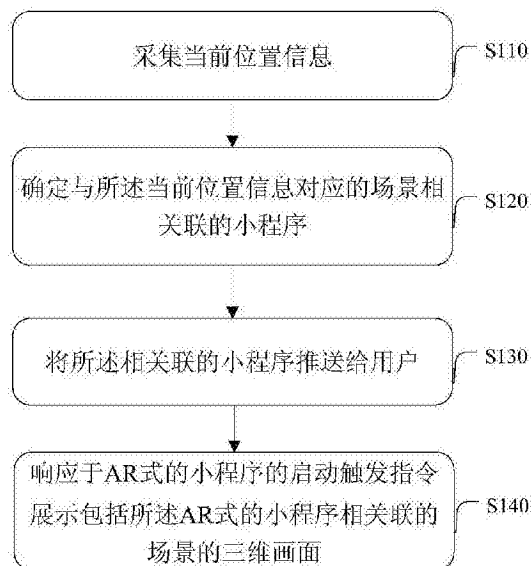 采集当前位置信息
S110
确定与所述当前位置信息对应的场景相
关联的小程序
S120
将所述相关联的小程序推送给用户
S130
响应于AR式的小程序的启动触发指令
展示包括所述AR式的小程序相关联的
场景的三维画面
S140